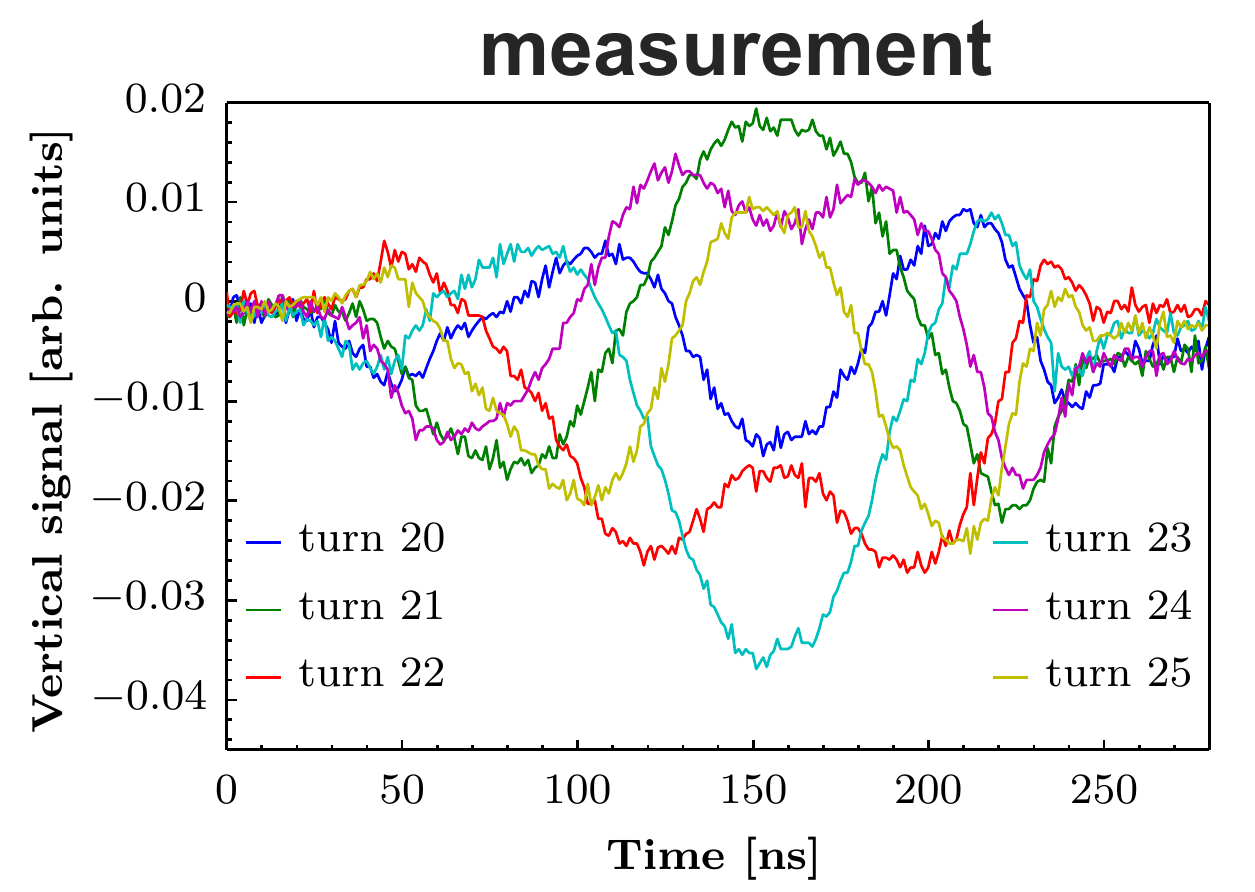 measurement
Vertical signal [arb. units]
0.02
0.01
0
−0.01
−0.02
−0.03
−0.04
turn 20
turn 21
turn 22
turn 23
turn 24
turn 25
0 50 100 150 200 250
Time [ns]